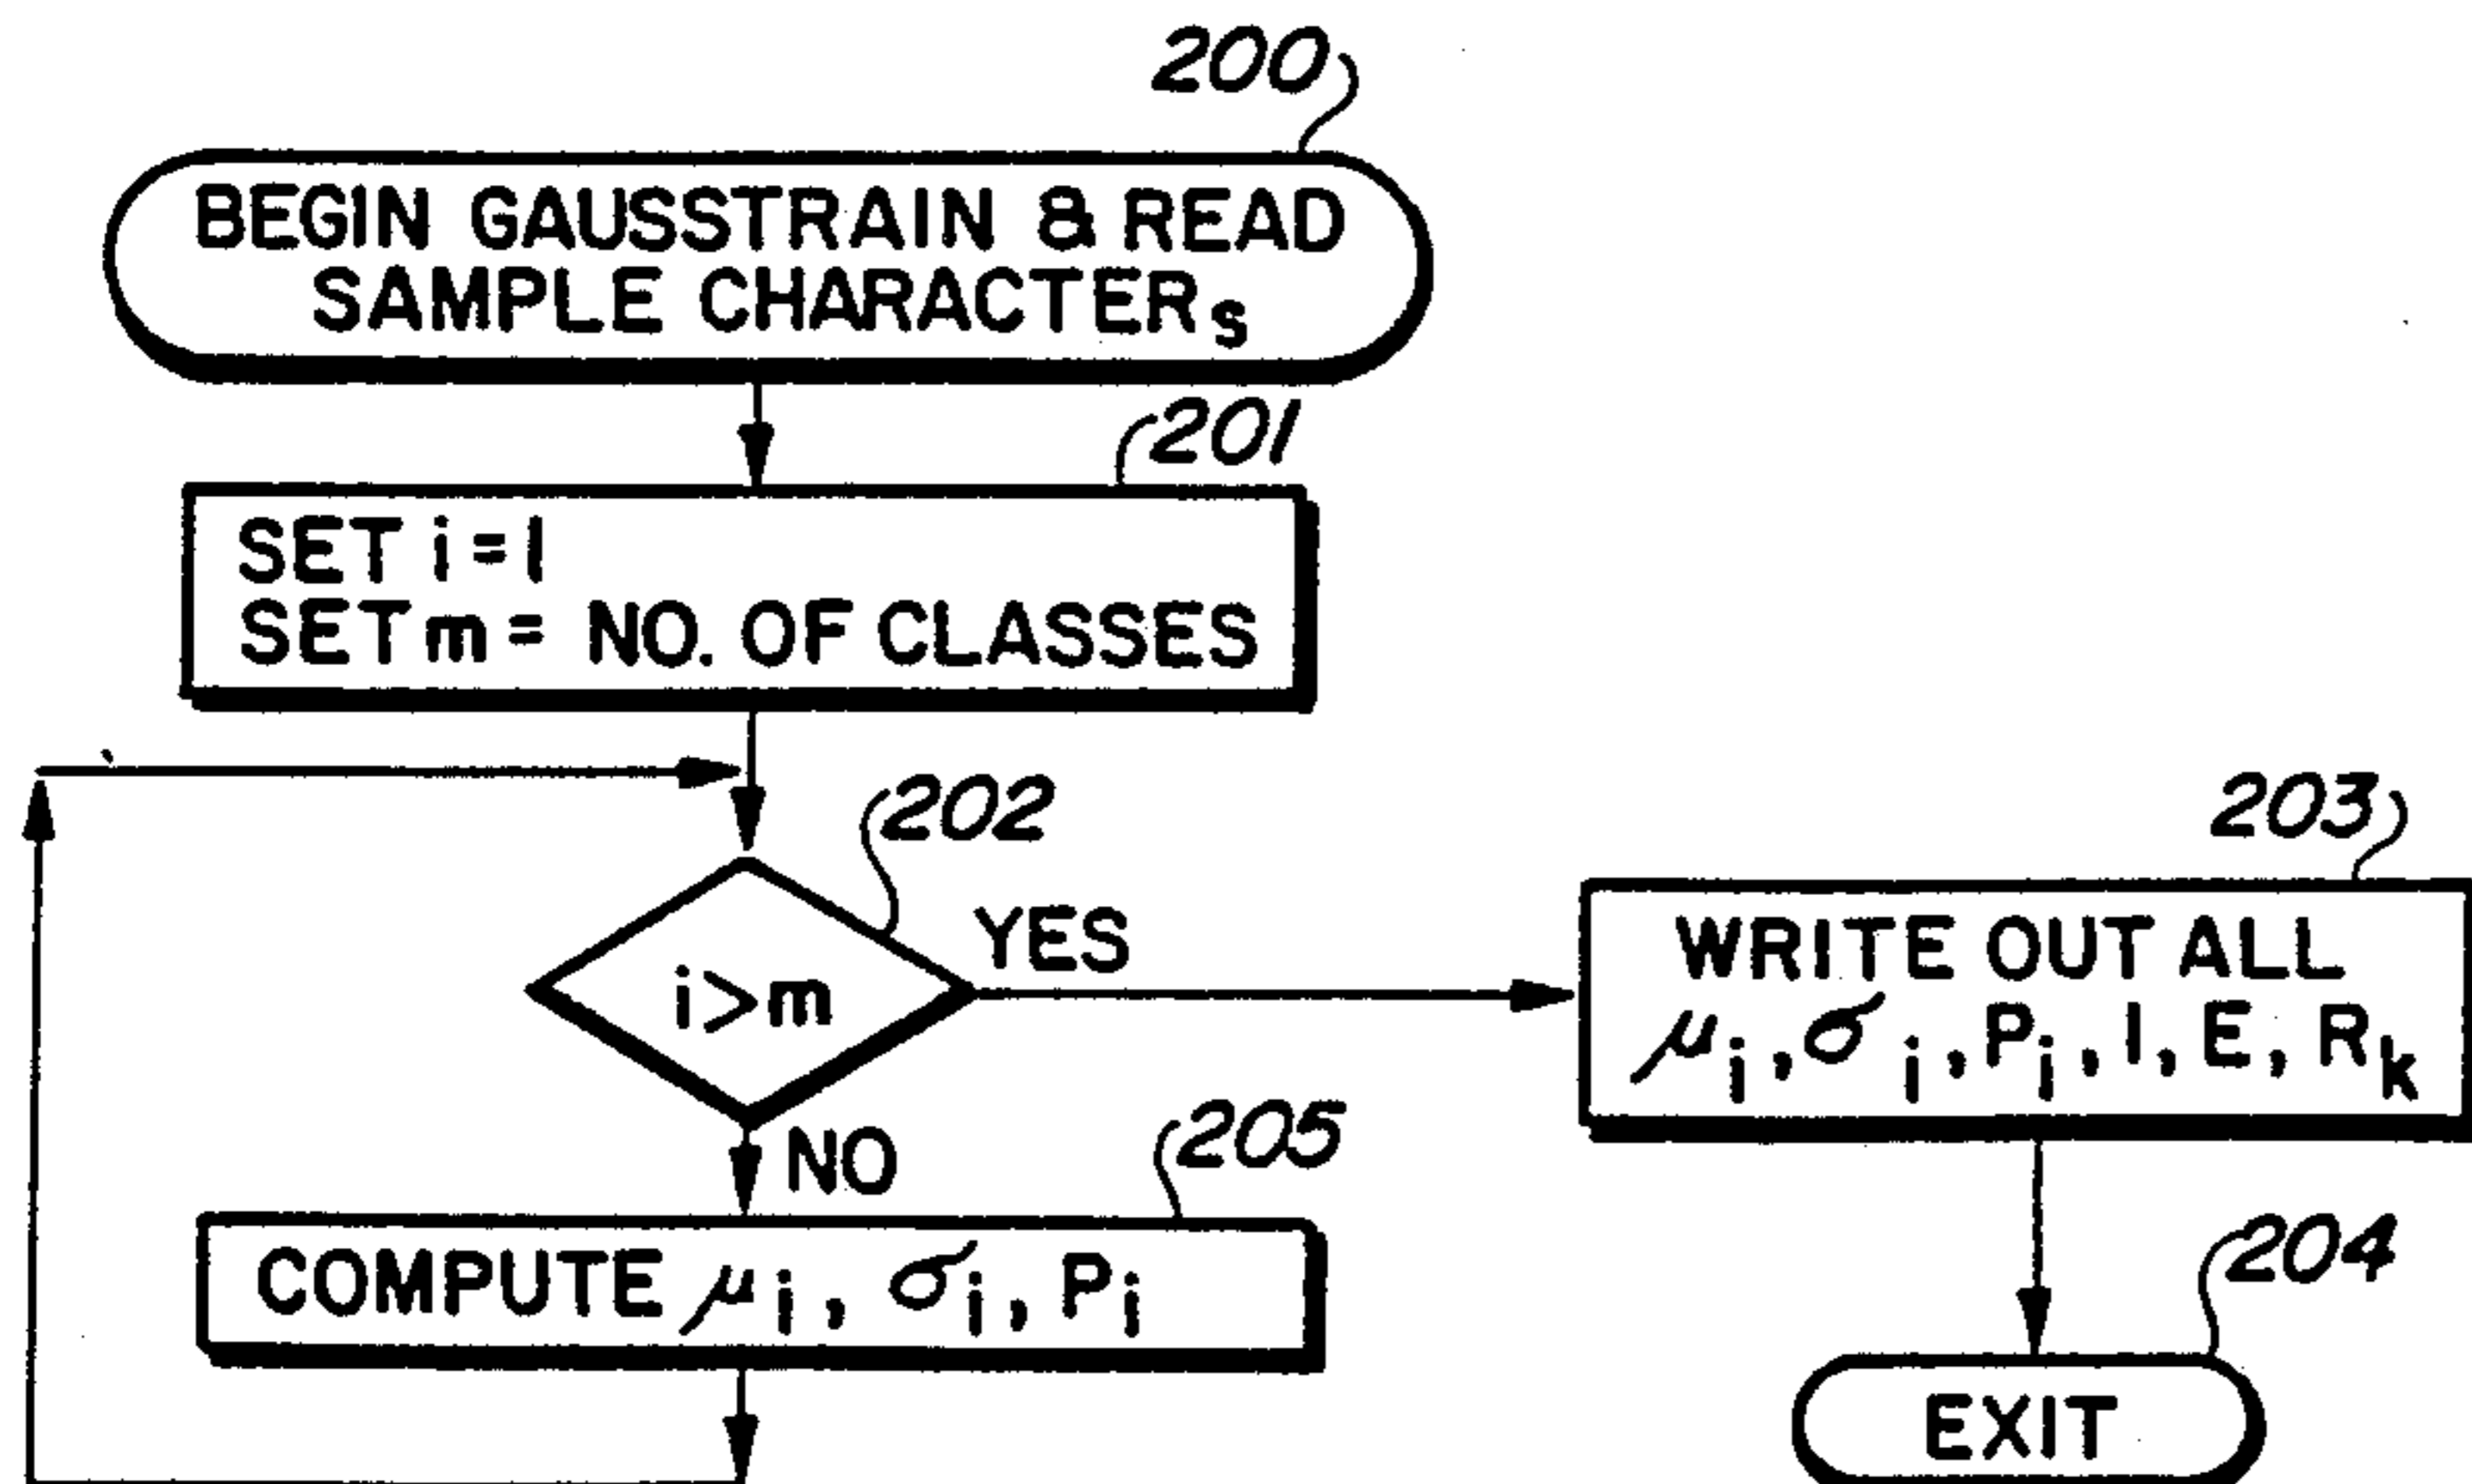 200
BEGIN GAUSSTRAIN & READ
SAMPLE CHARACTERs
201
SET i=1
SET m= NO. OF CLASSES
202
i>m
YES
203
WRITE OUT ALL
μi, σi, Pi, I, E, Rk
NO
205
COMPUTE μi, σi, Pi
204
EXIT